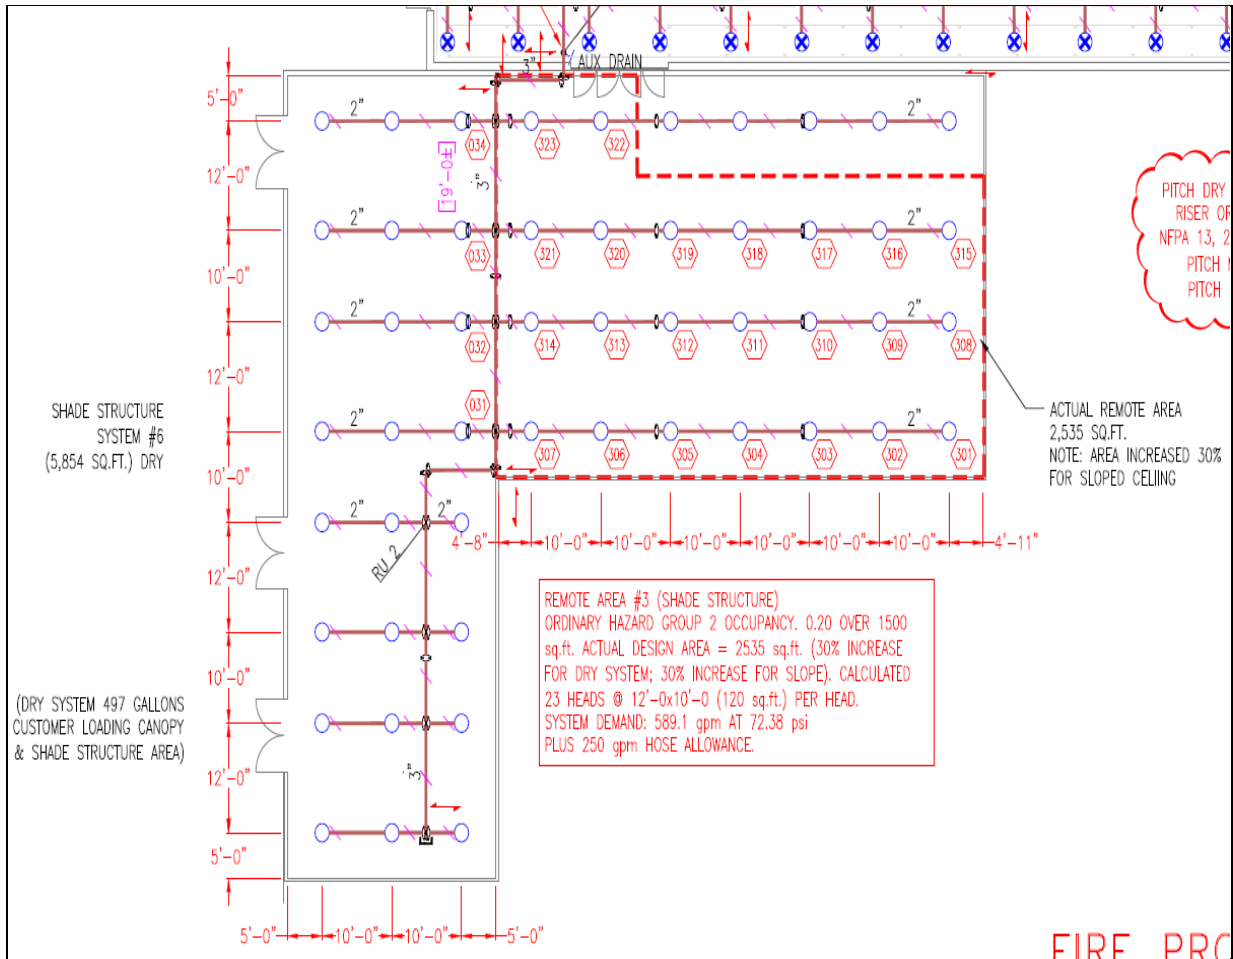 AUX DRAIN
3"
5'-0"
2"
2"
034
323
322
[19'-0#]
12'-0"
3"
PITCH DRY
RISER OR
NFPA 13, 2
PITCH
PITCH
2"
2"
033
321
320
319
318
317
316
315
10'-0"
2"
2"
032
314
313
312
311
310
309
308
12'-0"
SHADE STRUCTURE
SYSTEM #6
(5,854 SQ.FT.) DRY
ACTUAL REMOTE AREA
2,535 SQ.FT.
NOTE: AREA INCREASED 30%
FOR SLOPED CELIING
031
2"
2"
307
306
305
304
303
302
301
10'-0"
2"
2"
RU 2
4'-8"
10'-0"
10'-0"
10'-0"
10'-0"
10'-0"
10'-0"
4'-11"
12'-0"
REMOTE AREA #3 (SHADE STRUCTURE)
ORDINARY HAZARD GROUP 2 OCCUPANCY. 0.20 OVER 1500
sq.ft. ACTUAL DESIGN AREA = 2535 sq.ft. (30% INCREASE
FOR DRY SYSTEM; 30% INCREASE FOR SLOPE). CALCULATED
23 HEADS @ 12'-0x10'-0 (120 sq.ft.) PER HEAD.
SYSTEM DEMAND: 589.1 gpm AT 72.38 psi
PLUS 250 gpm HOSE ALLOWANCE.
10'-0"
(DRY SYSTEM 497 GALLONS
CUSTOMER LOADING CANOPY
& SHADE STRUCTURE AREA)
3"
12'-0"
5'-0"
5'-0"
10'-0"
10'-0"
5'-0"
FIRE PRO